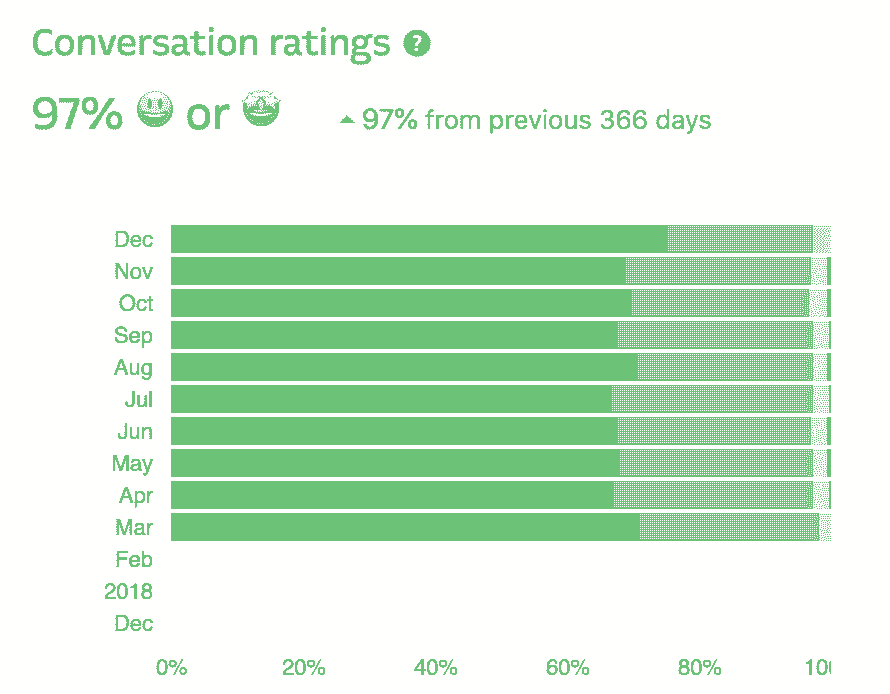 Conversation ratings ?
97% or
97% from previous 366 days
Dec
Nov
Oct
Sep
Aug
Jul
Jun
May
Apr
Mar
Feb
2018
Dec
0% 20% 40% 60% 80% 100